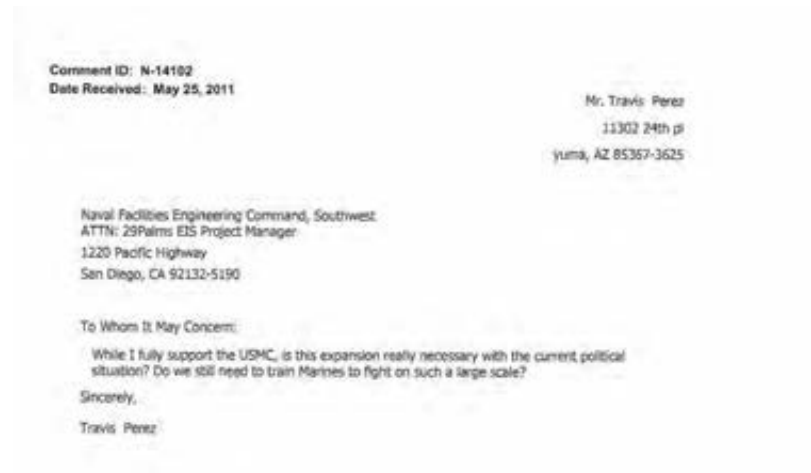 Comment ID: N-14102
Date Received: May 25, 2011
Mr. Travis Perez
11302 24th pl
yuma, AZ 85367-3625
Naval Facilities Engineering Command, Southwest
ATTN: 29Palms EIS Project Manager
1220 Pacific Highway
San Diego, CA 92132-5190
To Whom It May Concern:
While I fully support the USMC, is this expansion really necessary with the current political
situation? Do we still need to train Marines to fight on such a large scale?
Sincerely,
Travis Perez